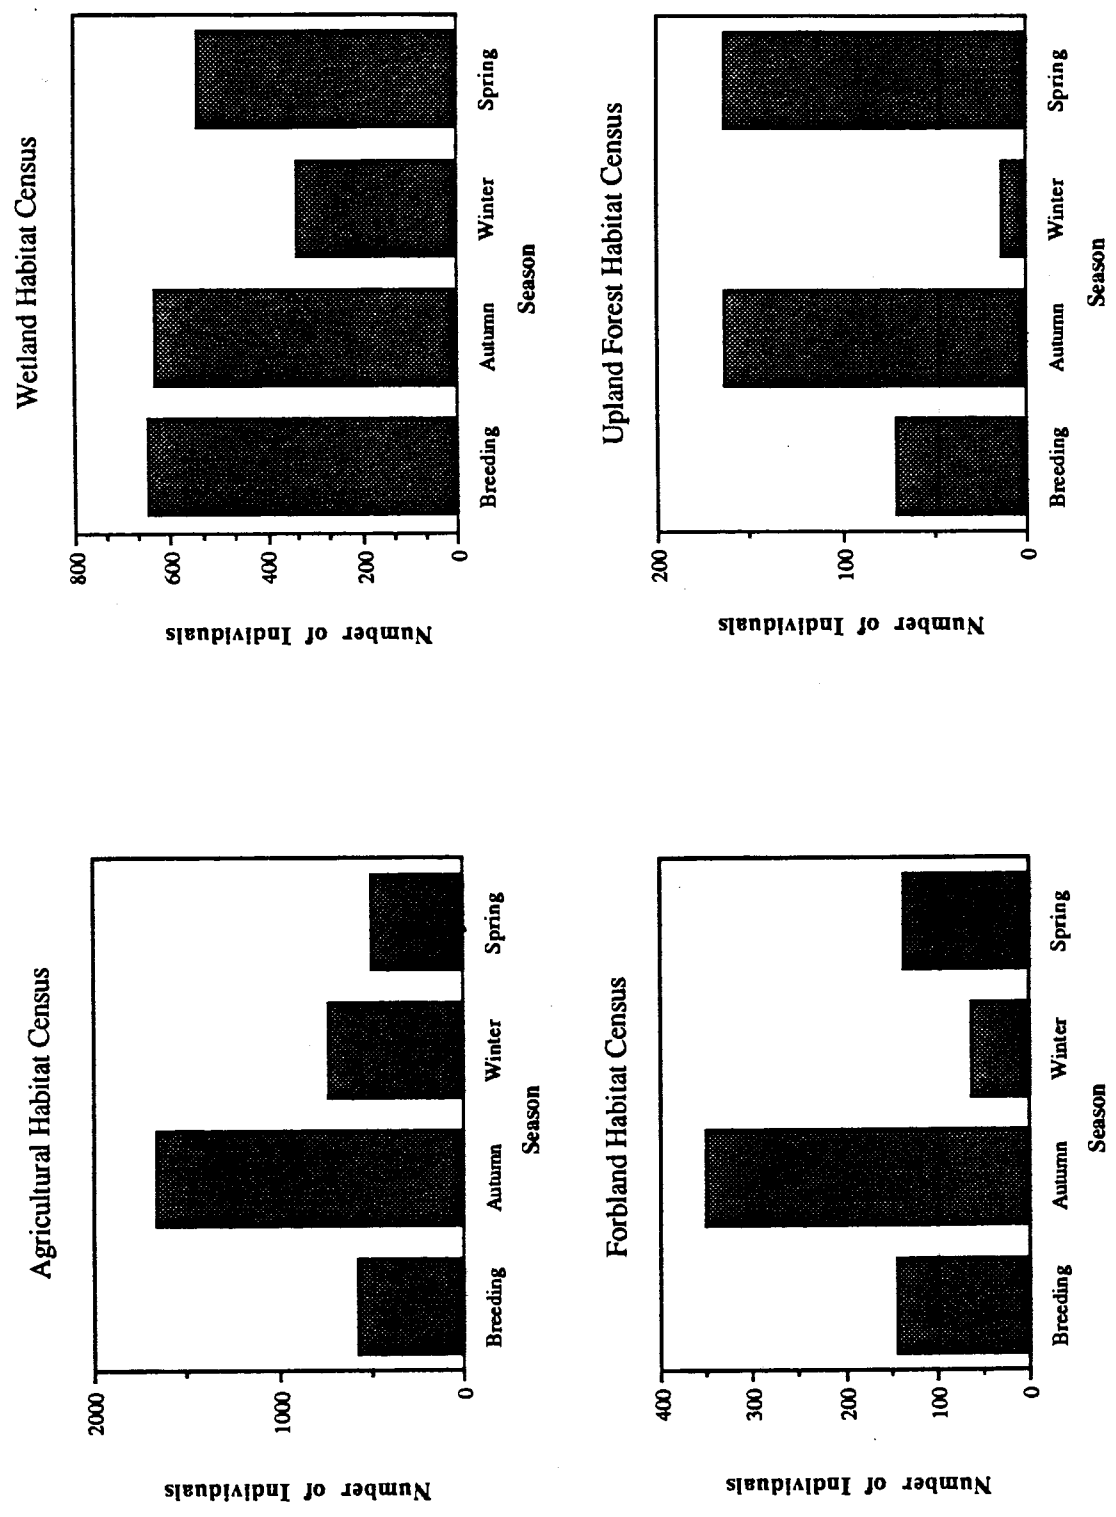 Agricultural Habitat Census
Number of Individuals
2000
1000
0
Breeding
Autumn
Winter
Spring
Season
Wetland Habitat Census
Number of Individuals
800
600
400
200
0
Breeding
Autumn
Winter
Spring
Season
Forbland Habitat Census
Number of Individuals
400
300
200
100
0
Breeding
Autumn
Winter
Spring
Season
Upland Forest Habitat Census
Number of Individuals
200
100
0
Breeding
Autumn
Winter
Spring
Season